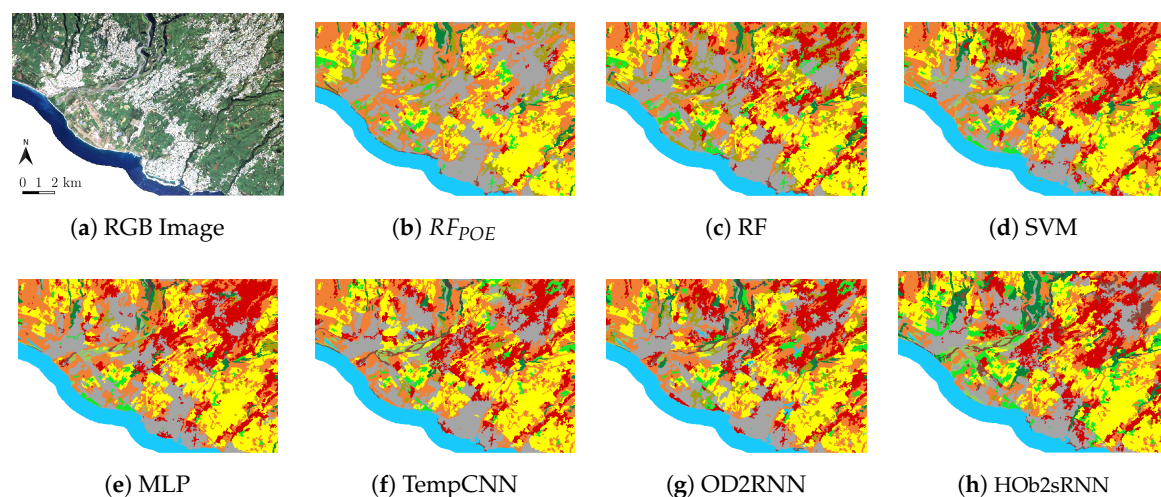 N
0 1 2 km
(a) RGB Image
(b) RF_POE
(c) RF
(d) SVM
(e) MLP
(f) TempCNN
(g) OD2RNN
(h) HOb2sRNN